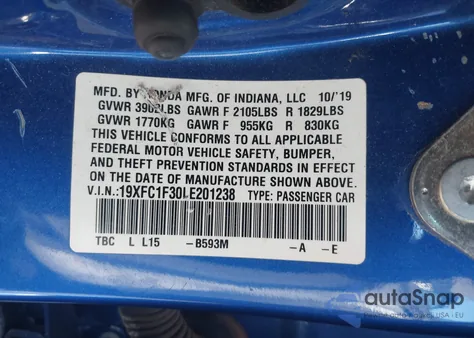 MFD. BY HONDA MFG. OF INDIANA, LLC 10/'19
GVWR 3902LBS GAWR F 2105LBS R 1829LBS
GVWR 1770KG GAWR F 955KG R 830KG
THIS VEHICLE CONFORMS TO ALL APPLICABLE
FEDERAL MOTOR VEHICLE SAFETY, BUMPER,
AND THEFT PREVENTION STANDARDS IN EFFECT
ON THE DATE OF MANUFACTURE SHOWN ABOVE.
V.I.N.:19XFC1F30LE201238 TYPE: PASSENGER CAR
TBC L L15 -B593M -A -E
autoSnap